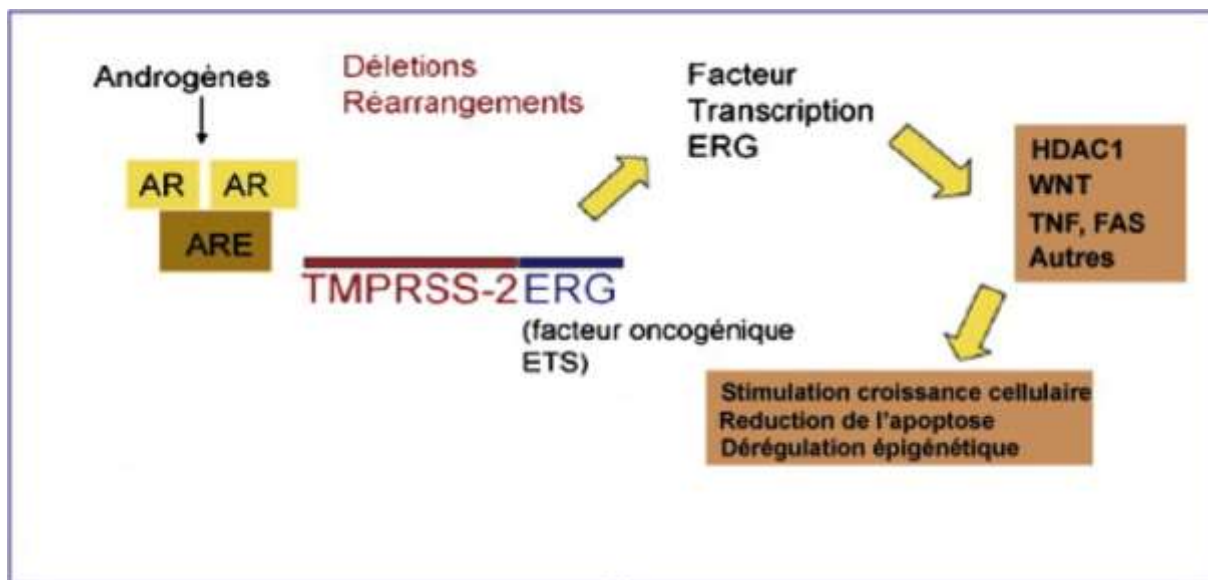 Androgènes
Déletions
Réarrangements
Facteur
Transcription
ERG
AR AR
ARE
HDAC1
WNT
TNF, FAS
Autres
TMPRSS-2ERG
(facteur oncogénique
ETS)
Stimulation croissance cellulaire
Reduction de l'apoptose
Dérégulation épigénétique